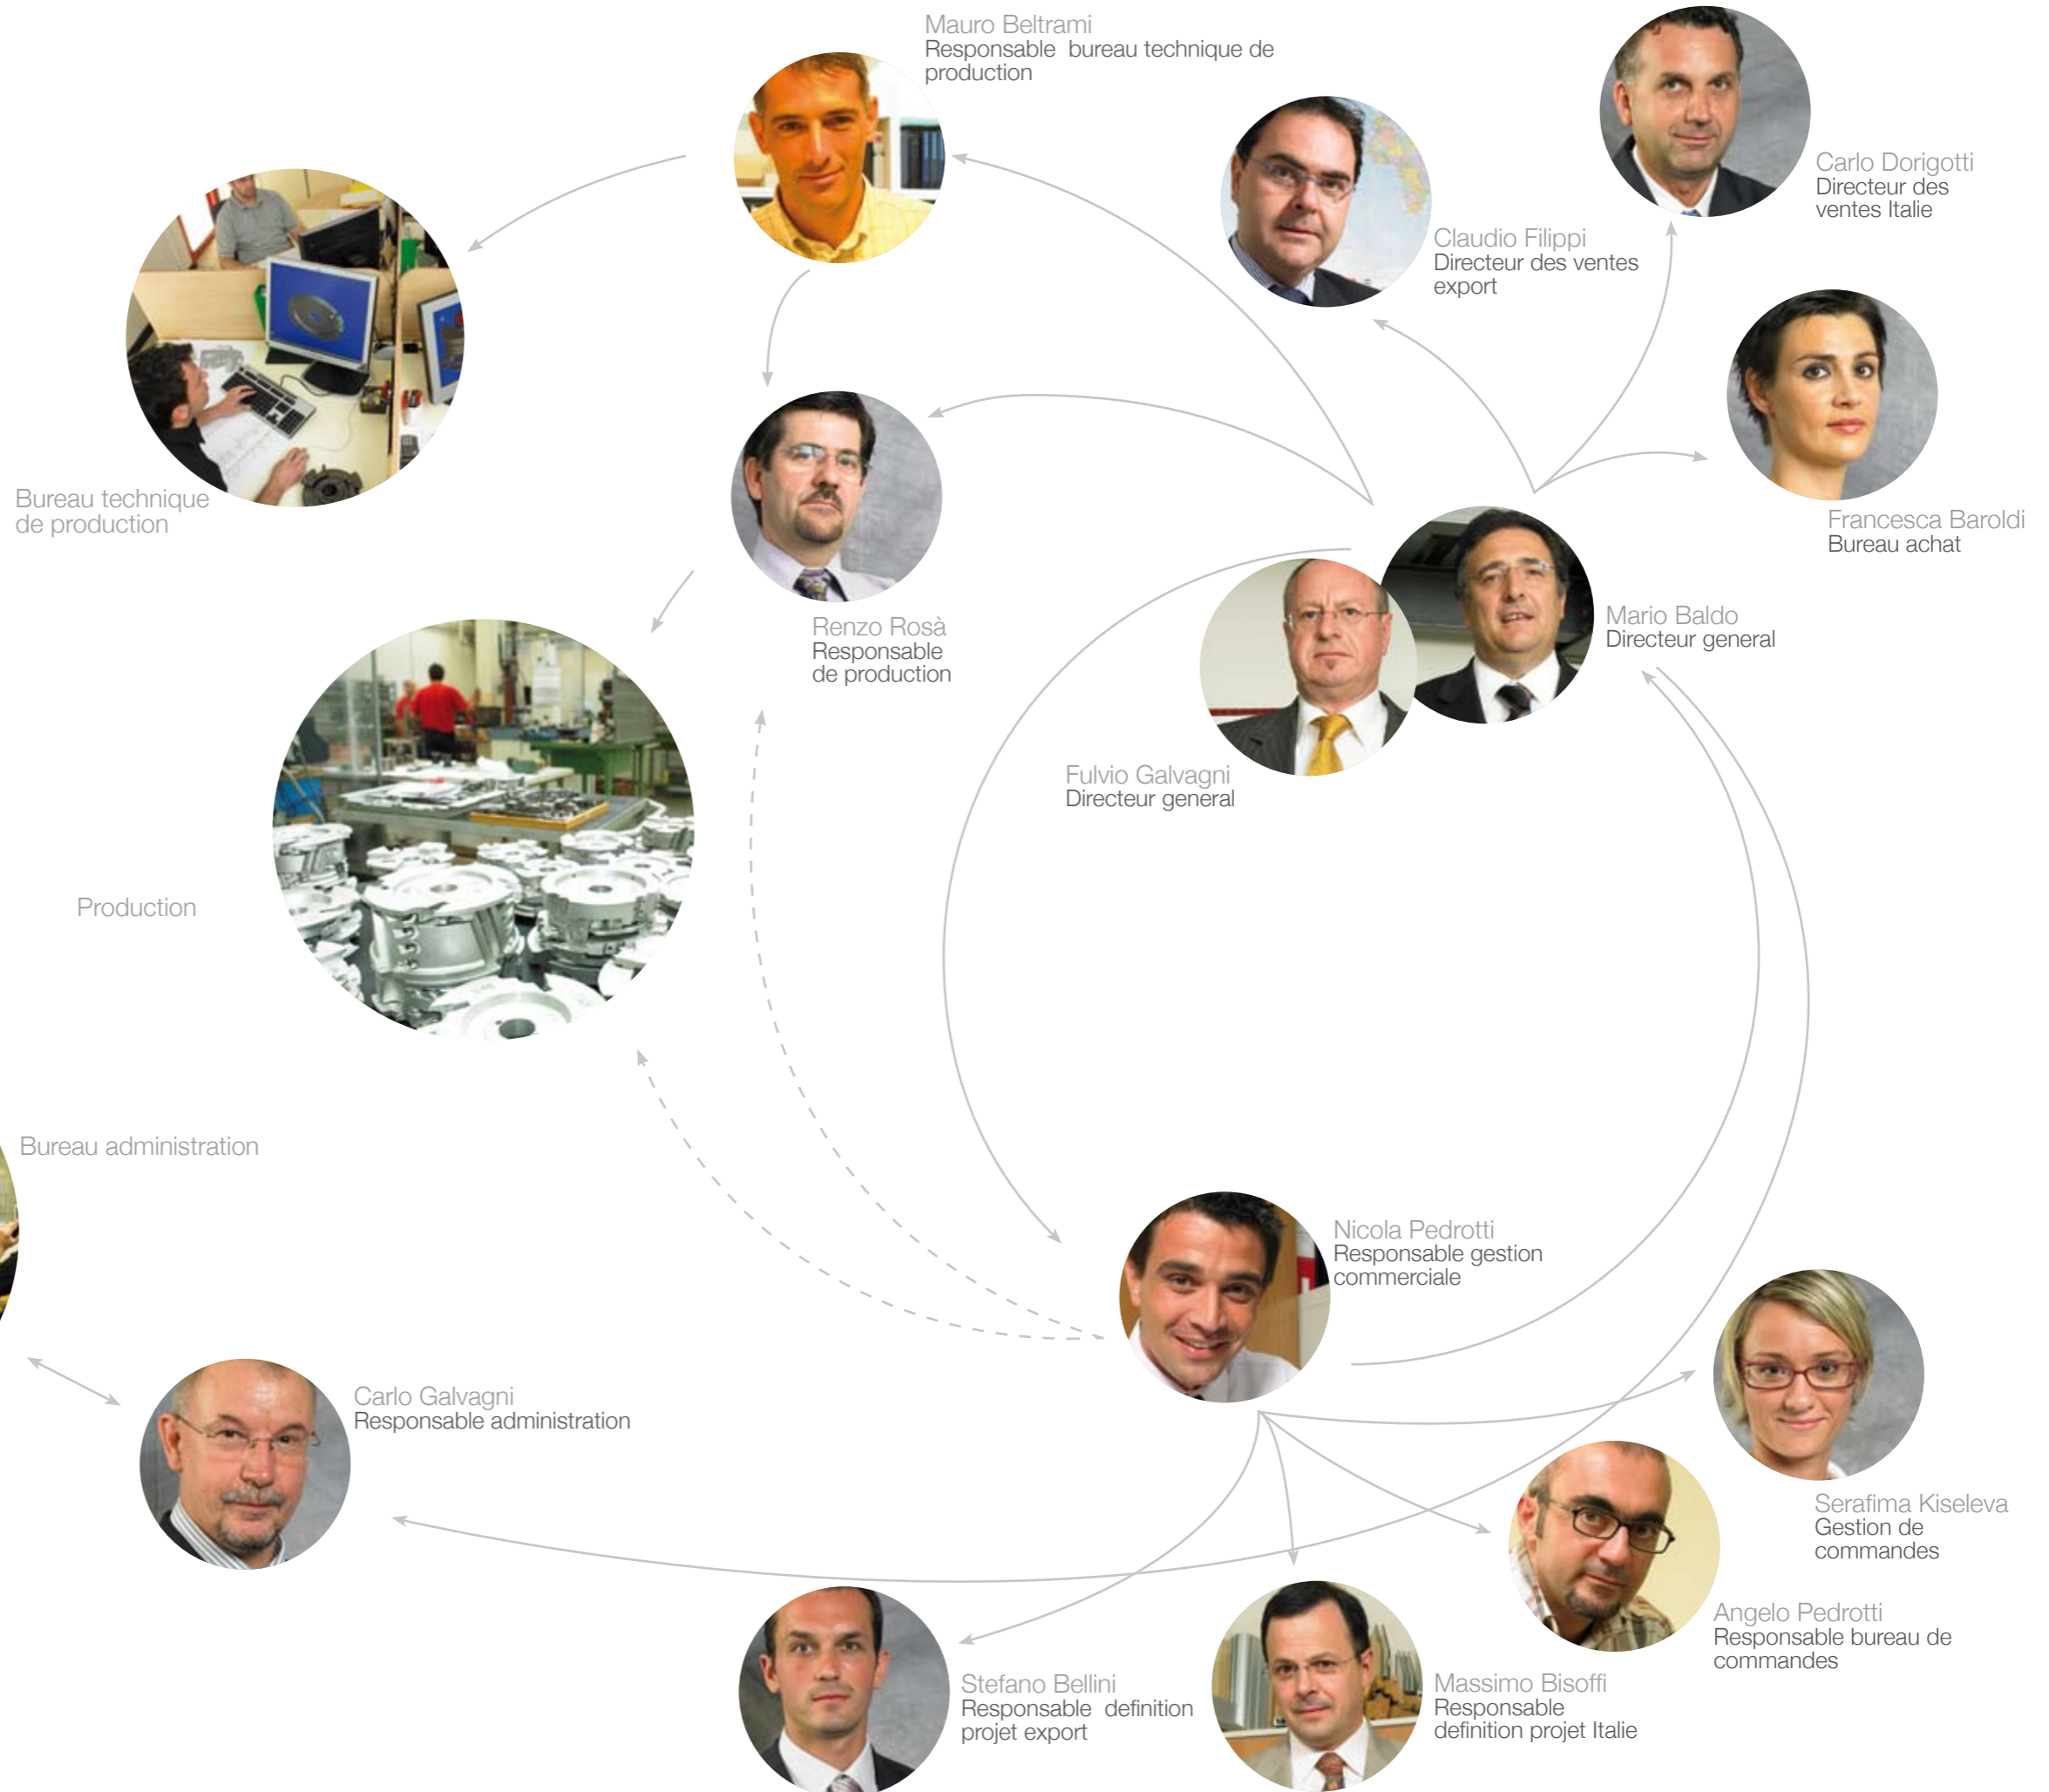 Mauro Beltrami
Responsable bureau technique de
production
Carlo Dorigotti
Directeur des
ventes Italie
Claudio Filippi
Directeur des ventes
export
Bureau technique
de production
Francesca Baroldi
Bureau achat
Renzo Rosà
Responsable
de production
Mario Baldo
Directeur general
Fulvio Galvagni
Directeur general
Production
Bureau administration
Nicola Pedrotti
Responsable gestion
commerciale
Carlo Galvagni
Responsable administration
Serafima Kiseleva
Gestion de
commandes
Angelo Pedrotti
Responsable bureau de
commandes
Stefano Bellini
Responsable definition
projet export
Massimo Bisoffi
Responsable
definition projet Italie